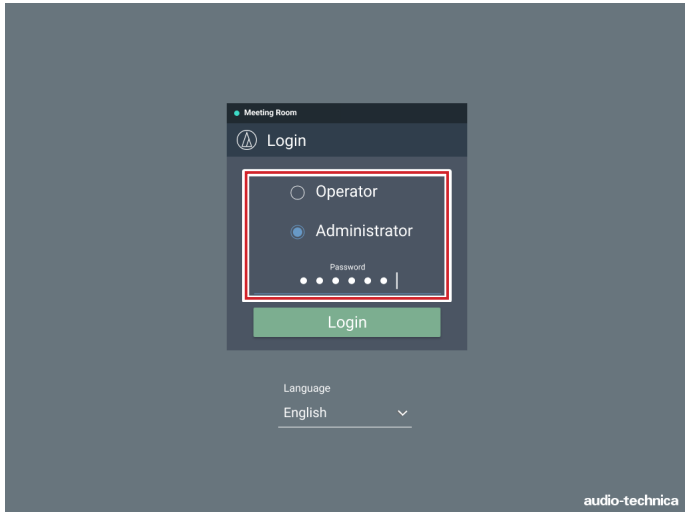 Meeting Room
Login
Operator
Administrator
Password
Login
Language
English
audio-technica